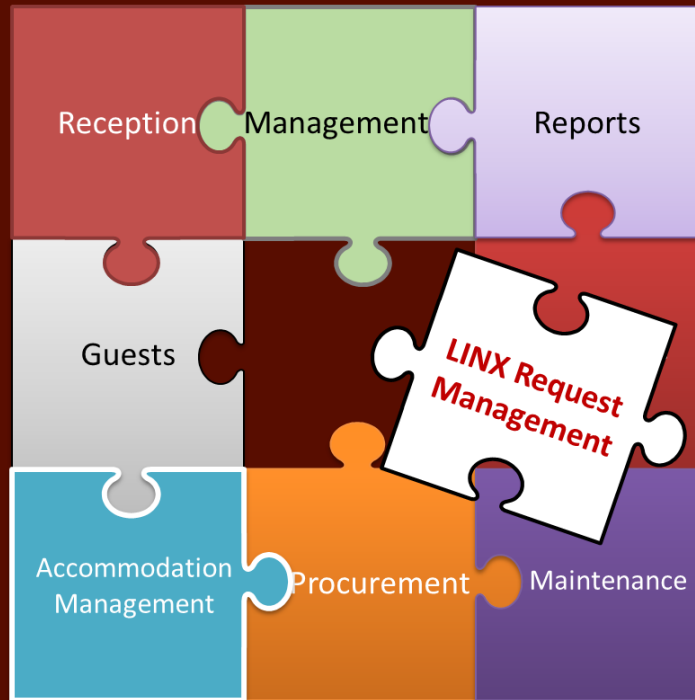 Reception
Management
Reports
Guests
LINX Request
Management
Accommodation
Management
Procurement
Maintenance